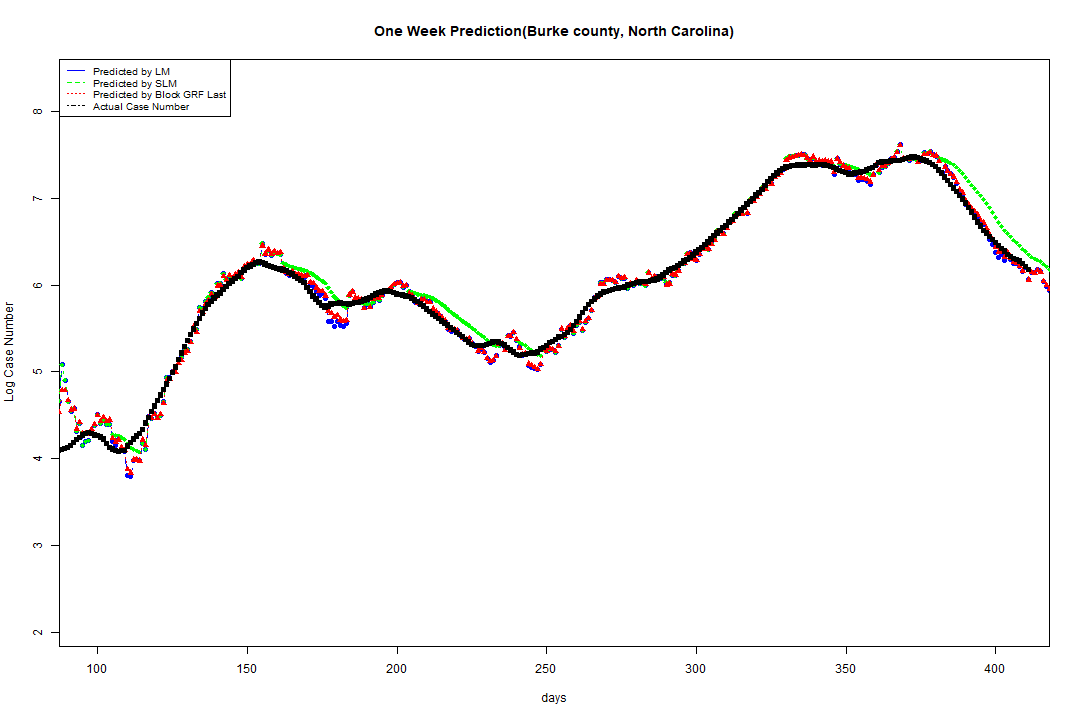 One Week Prediction(Burke county, North Carolina)
Predicted by LM
Predicted by SLM
Predicted by Block GRF Last
Actual Case Number
8
7
6
5
4
3
2
Log Case Number
100 150 200 250 300 350 400
days